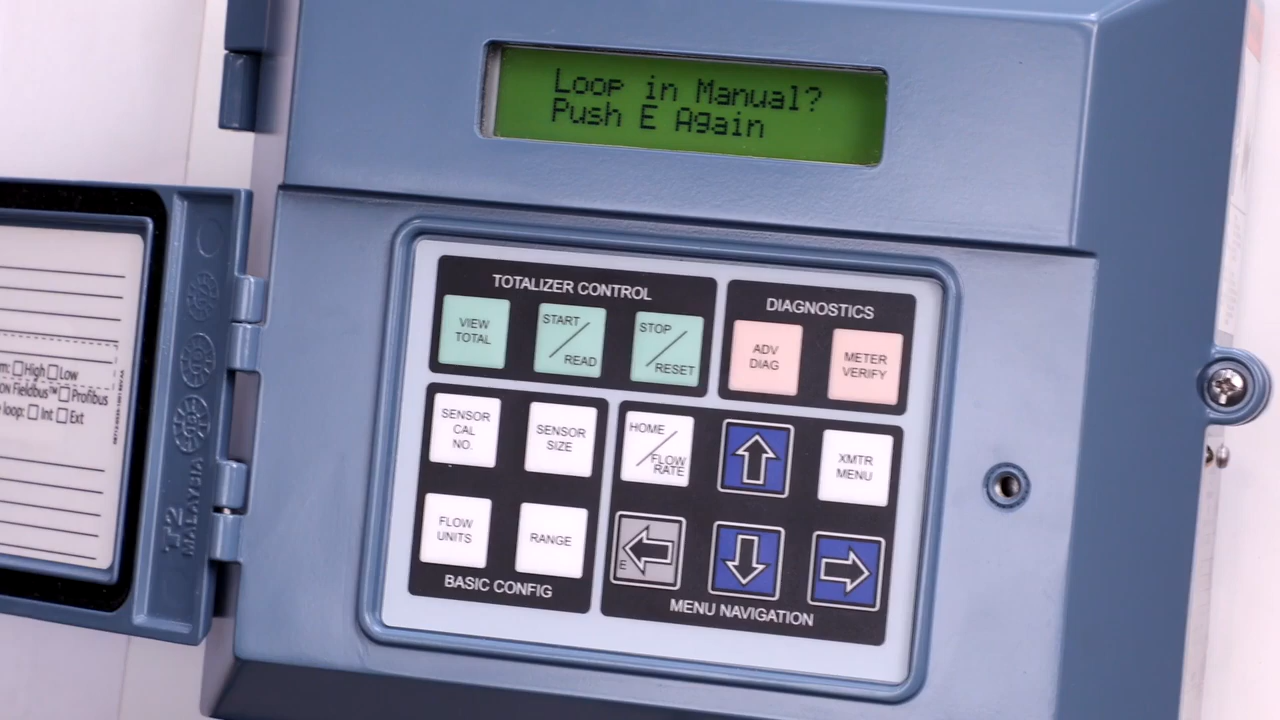 Loop in Manual?
Push E Again
TOTALIZER CONTROL
VIEW
TOTAL
START
READ
STOP
RESET
DIAGNOSTICS
ADV
DIAG
METER
VERIFY
SENSOR
CAL
NO.
SENSOR
SIZE
FLOW
UNITS
RANGE
BASIC CONFIG
HOME
FLOW
RATE
XMTR
MENU
E
MENU NAVIGATION
High Low
Fieldbus™ Profibus
loop: Int Ext
T2
MALAYSIA